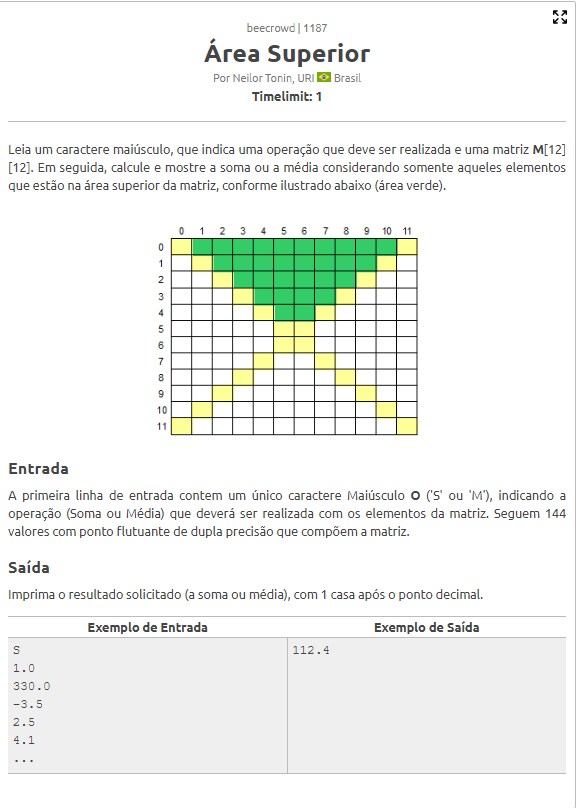 beecrowd | 1187
Área Superior
Por Neilor Tonin, URI Brasil
Timelimit: 1
Leia um caractere maiúsculo, que indica uma operação que deve ser realizada e uma matriz M[12]
[12]. Em seguida, calcule e mostre a soma ou a média considerando somente aqueles elementos
que estão na área superior da matriz, conforme ilustrado abaixo (área verde).
0 1 2 3 4 5 6 7 8 9 10 11
0
1
2
3
4
5
6
7
8
9
10
11
Entrada
A primeira linha de entrada contem um único caractere Maiúsculo O ('S' ou 'M'), indicando a
operação (Soma ou Média) que deverá ser realizada com os elementos da matriz. Seguem 144
valores com ponto flutuante de dupla precisão que compõem a matriz.
Saída
Imprima o resultado solicitado (a soma ou média), com 1 casa após o ponto decimal.
Exemplo de Entrada Exemplo de Saída
S 112.4
1.0
330.0
-3.5
2.5
4.1
...